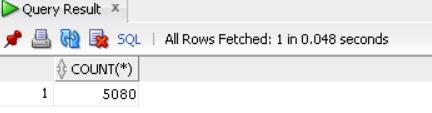 Query Result x
SQL | All Rows Fetched: 1 in 0.048 seconds
COUNT(*)
1 5080